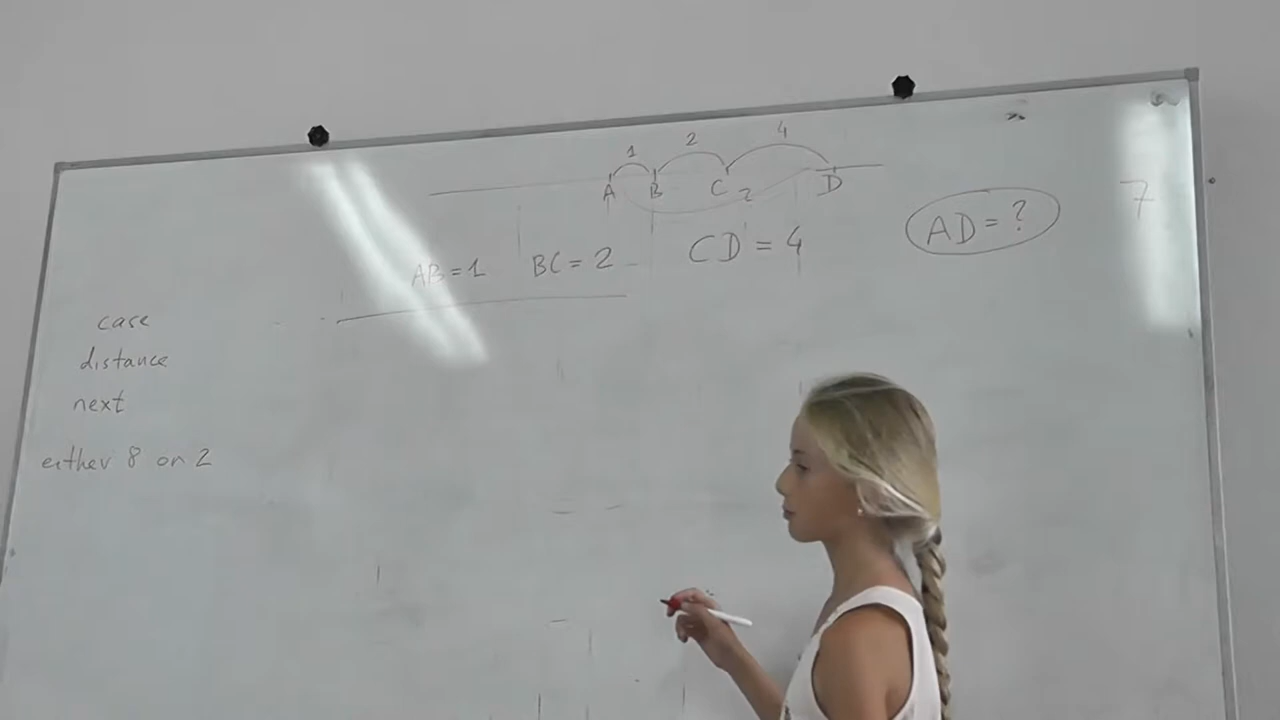 1 2 4
A B C D
2
AB=1 BC=2 CD=4 AD=? 7
case
distance
next
either 8 or 2